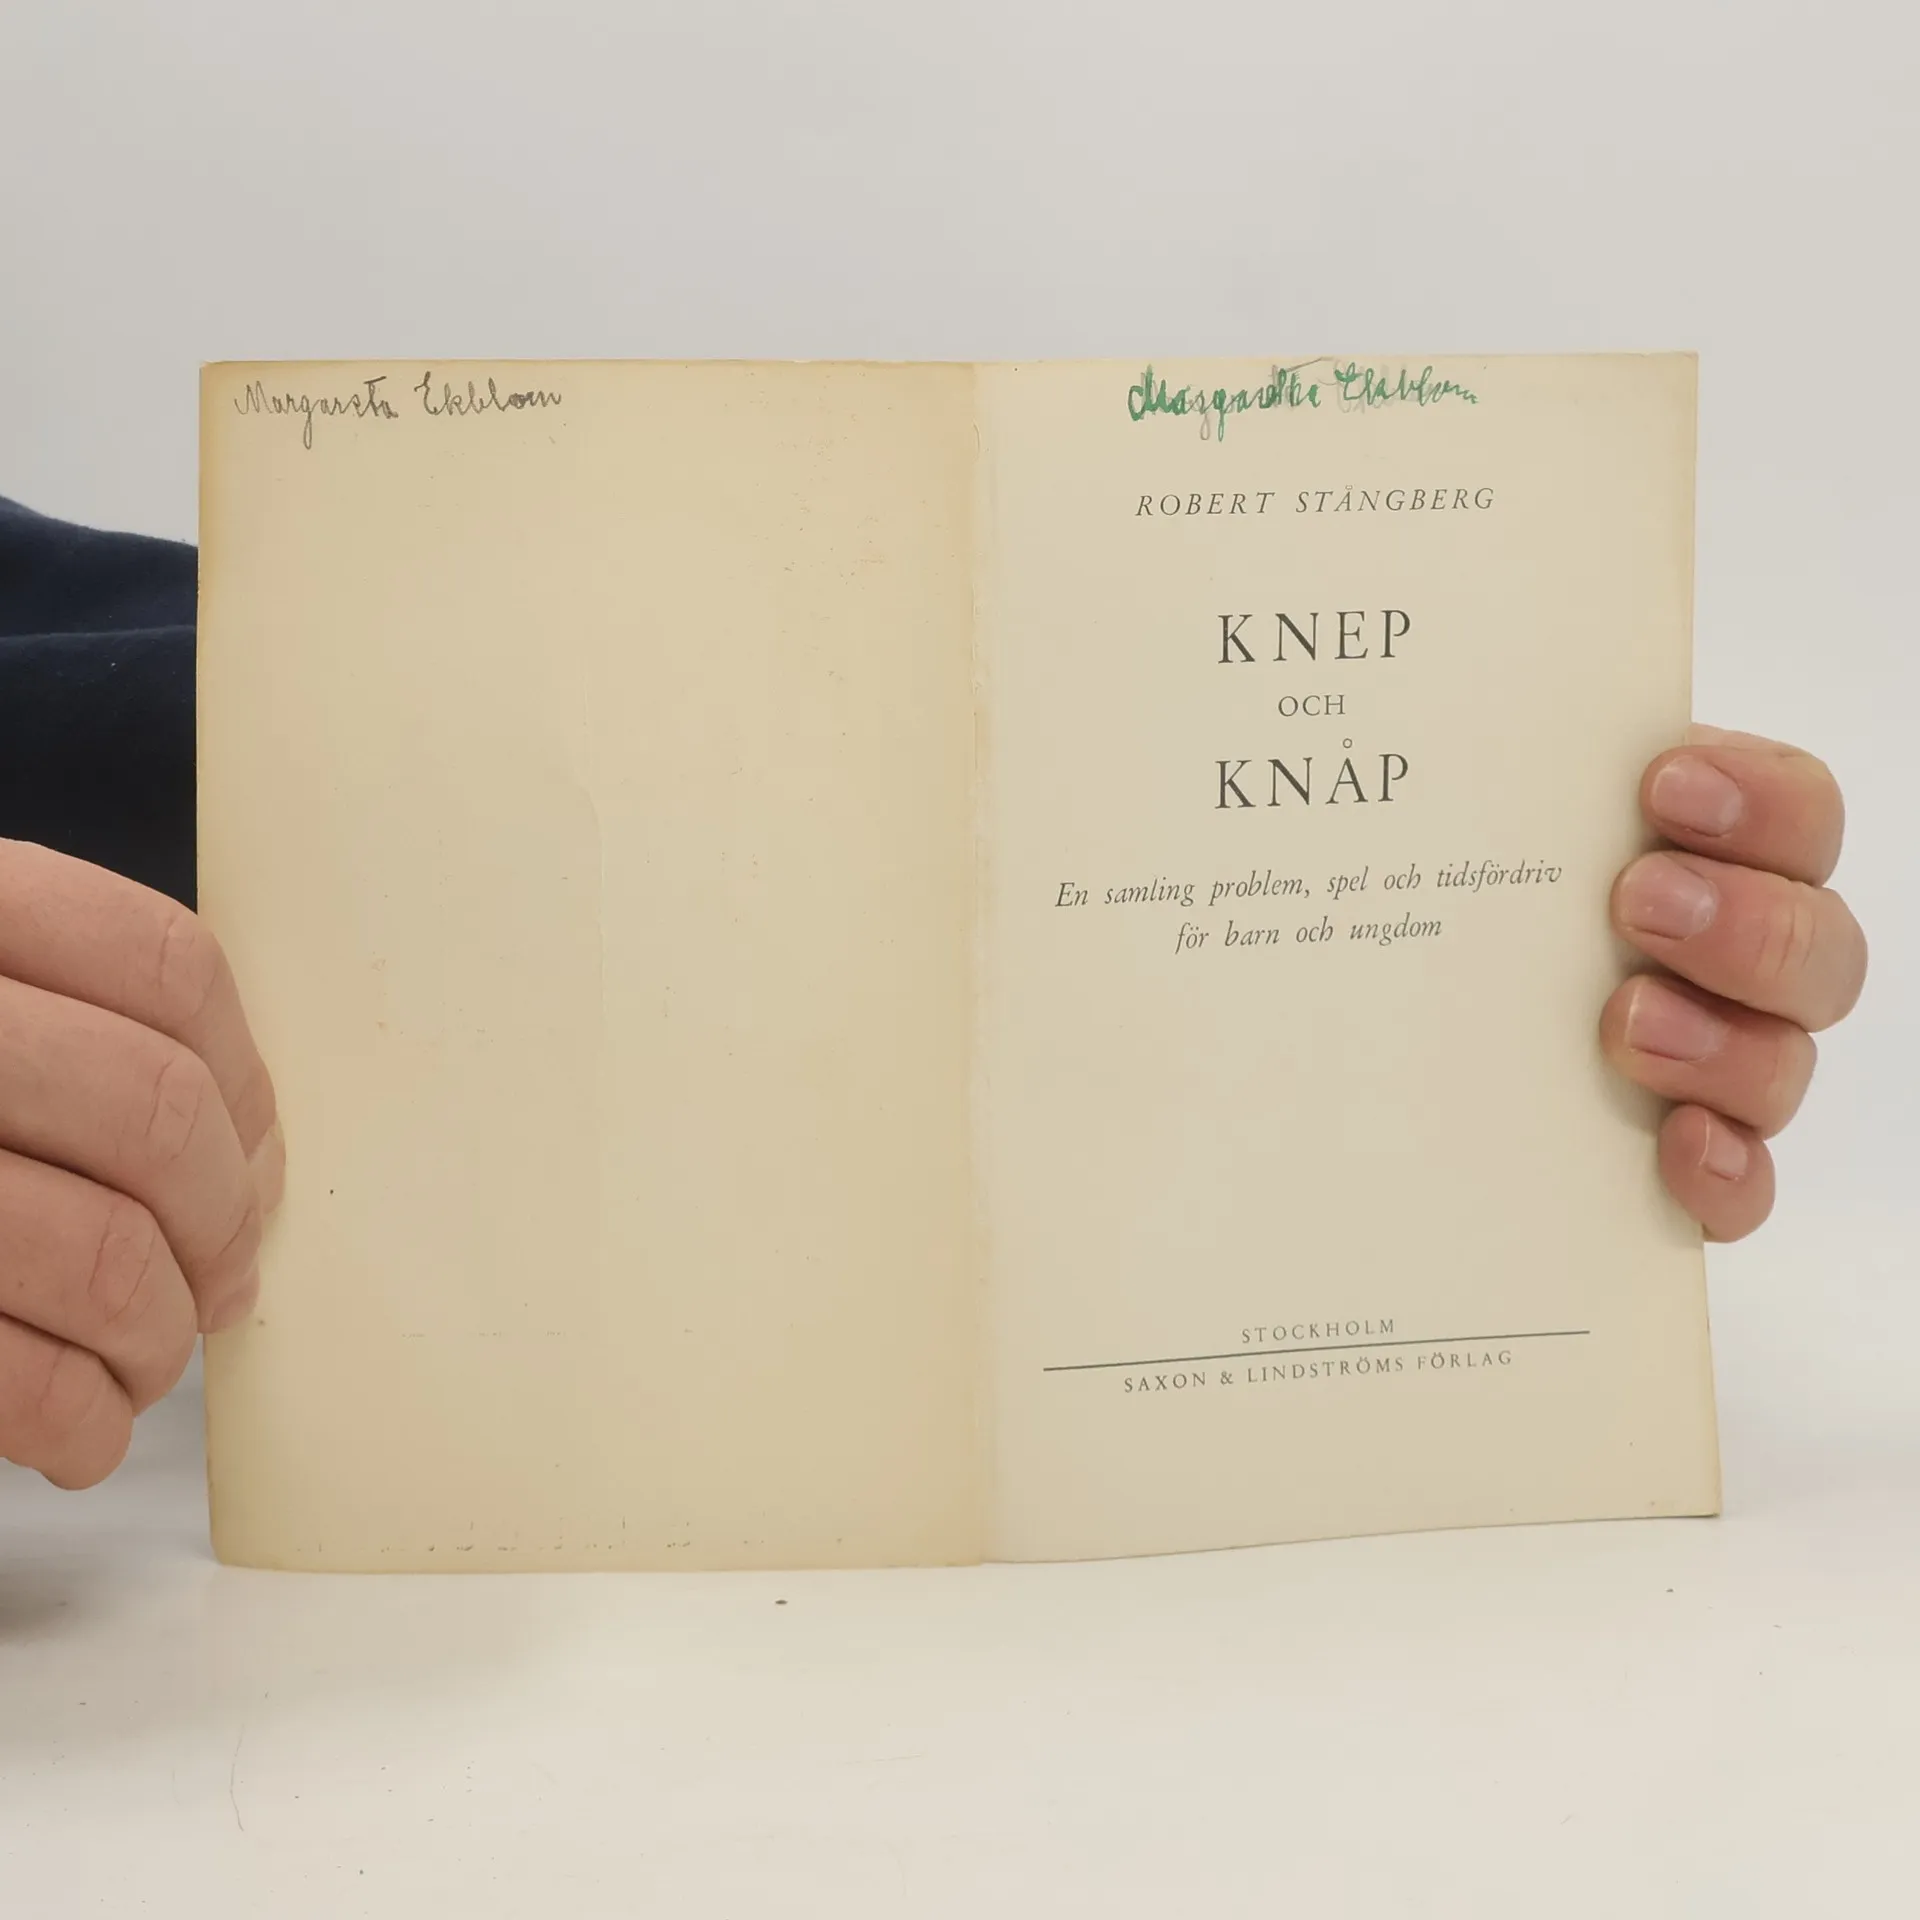 Margareta Ekblom
Margareta Ekblom
ROBERT STÅNGBERG
KNEP
OCH
KNÅP
En samling problem, spel och tidsfördriv
för barn och ungdom
STOCKHOLM
SAXON & LINDSTRÖMS FÖRLAG